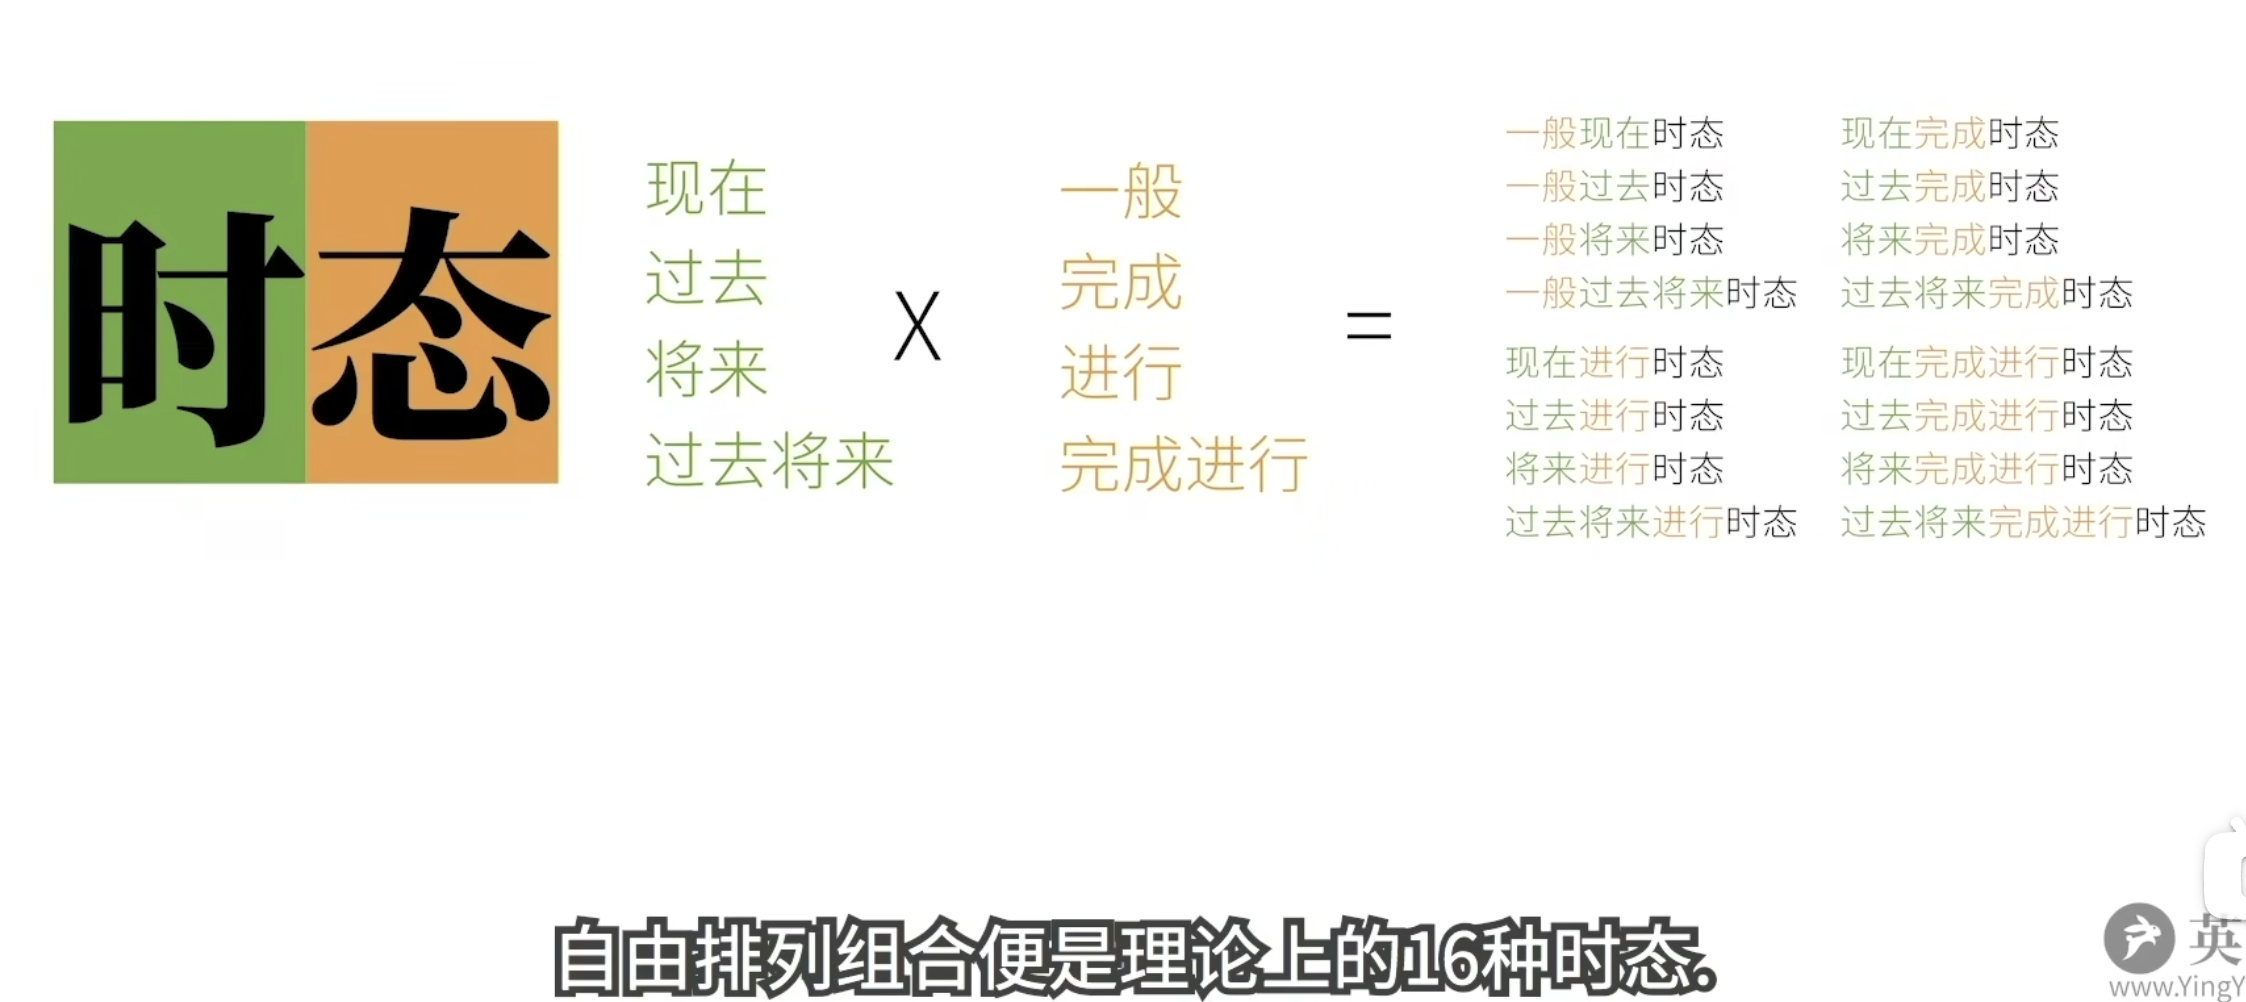 时态
现在
过去
将来
过去将来
X
一般
完成
进行
完成进行
=
一般现在时态
一般过去时态
一般将来时态
一般过去将来时态
现在完成时态
过去完成时态
将来完成时态
过去将来完成时态
现在进行时态
过去进行时态
将来进行时态
过去将来进行时态
现在完成进行时态
过去完成进行时态
将来完成进行时态
过去将来完成进行时态
自由排列组合便是理论上的16种时态.
英
www.YingY